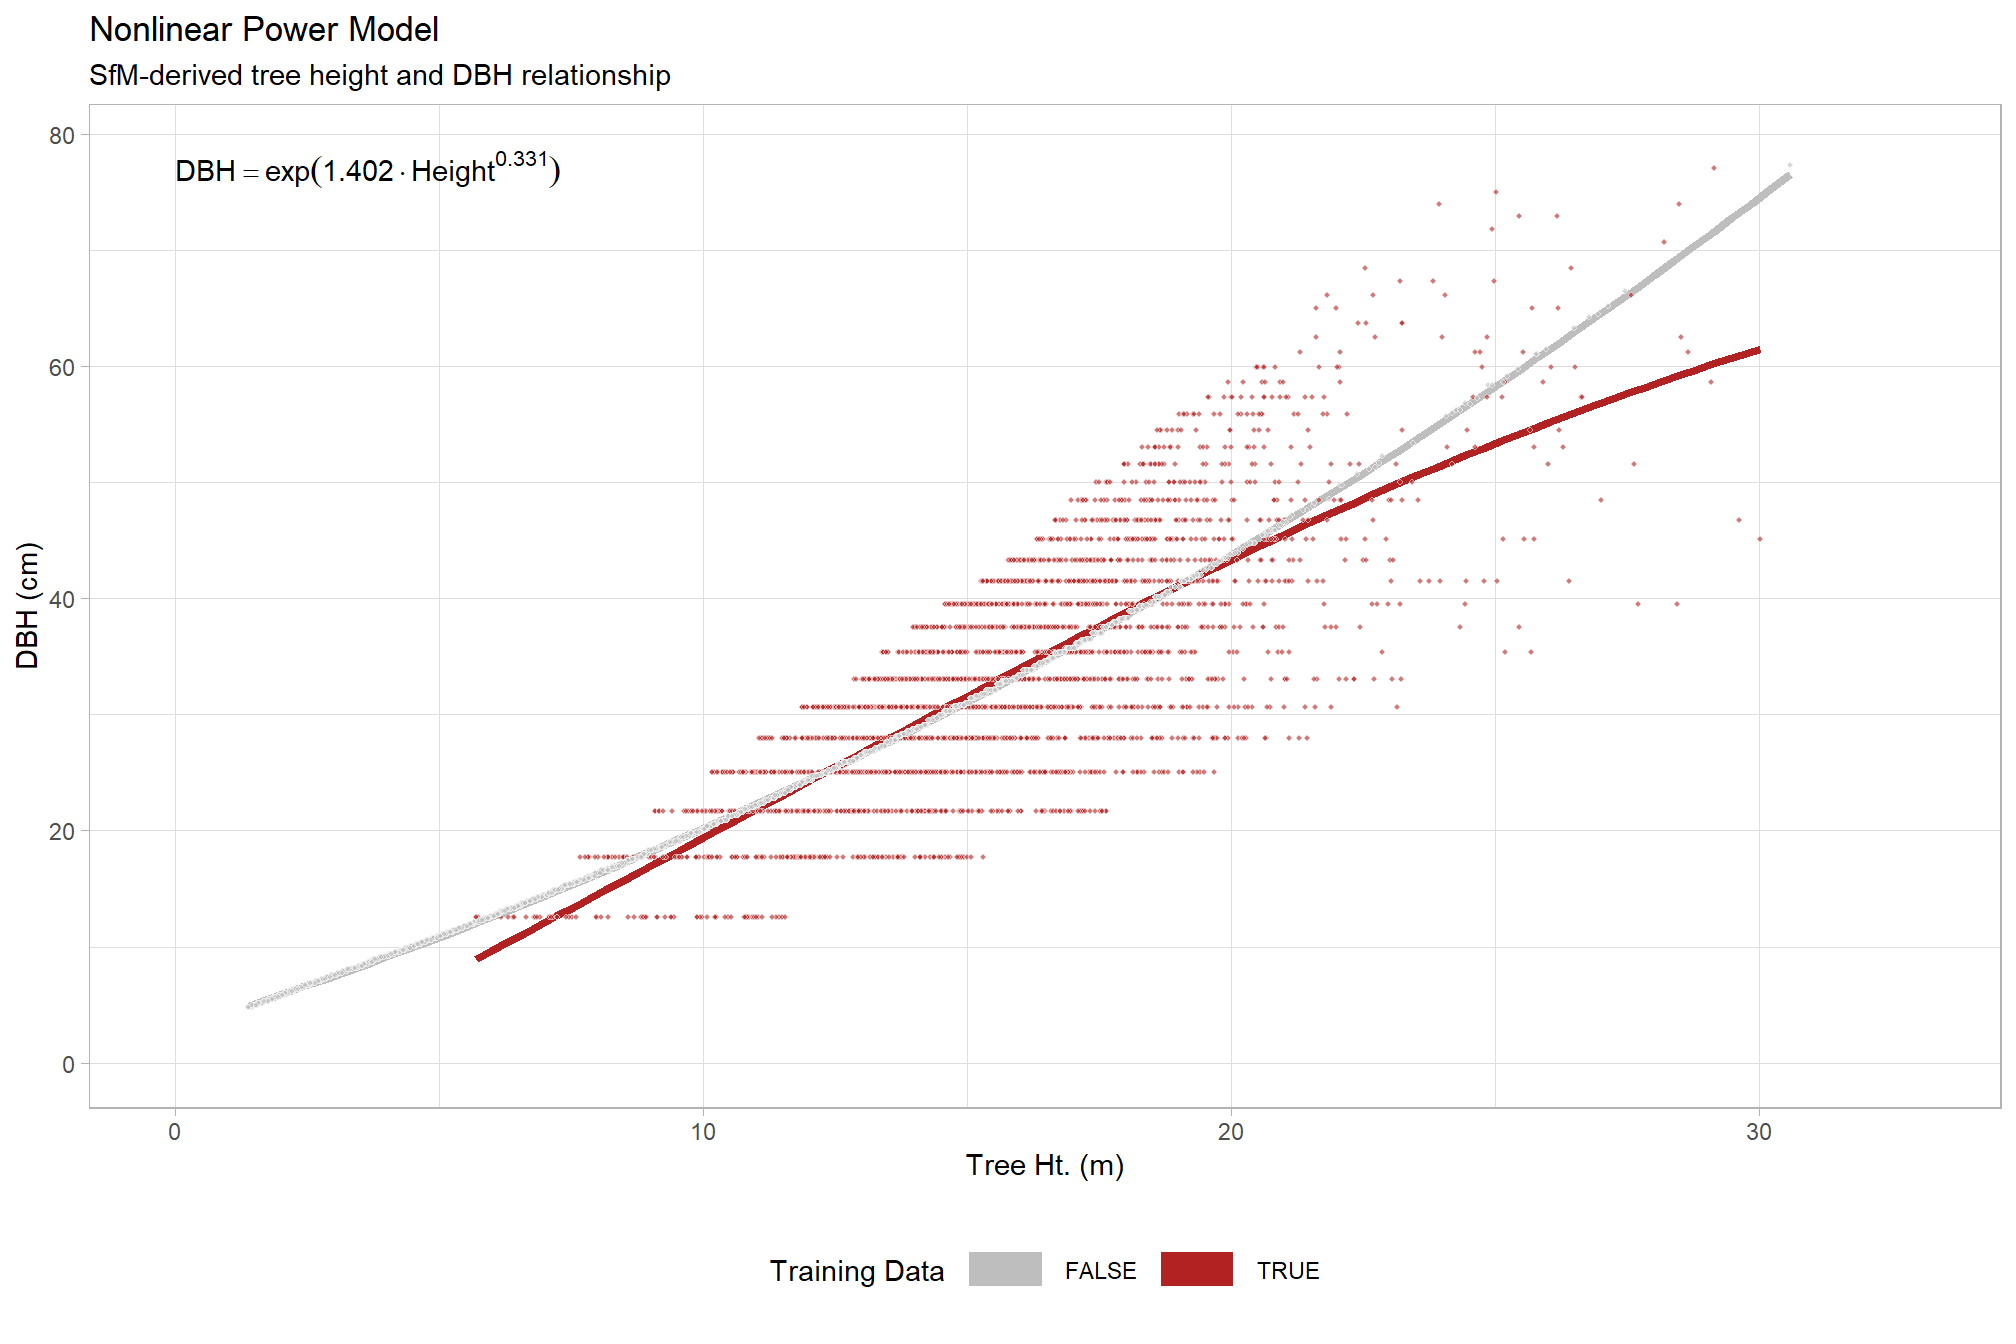 Nonlinear Power Model
SfM-derived tree height and DBH relationship
DBH = exp(1.402 · Height^0.331)
80
60
40
20
0
DBH (cm)
0 10 20 30
Tree Ht. (m)
Training Data FALSE TRUE